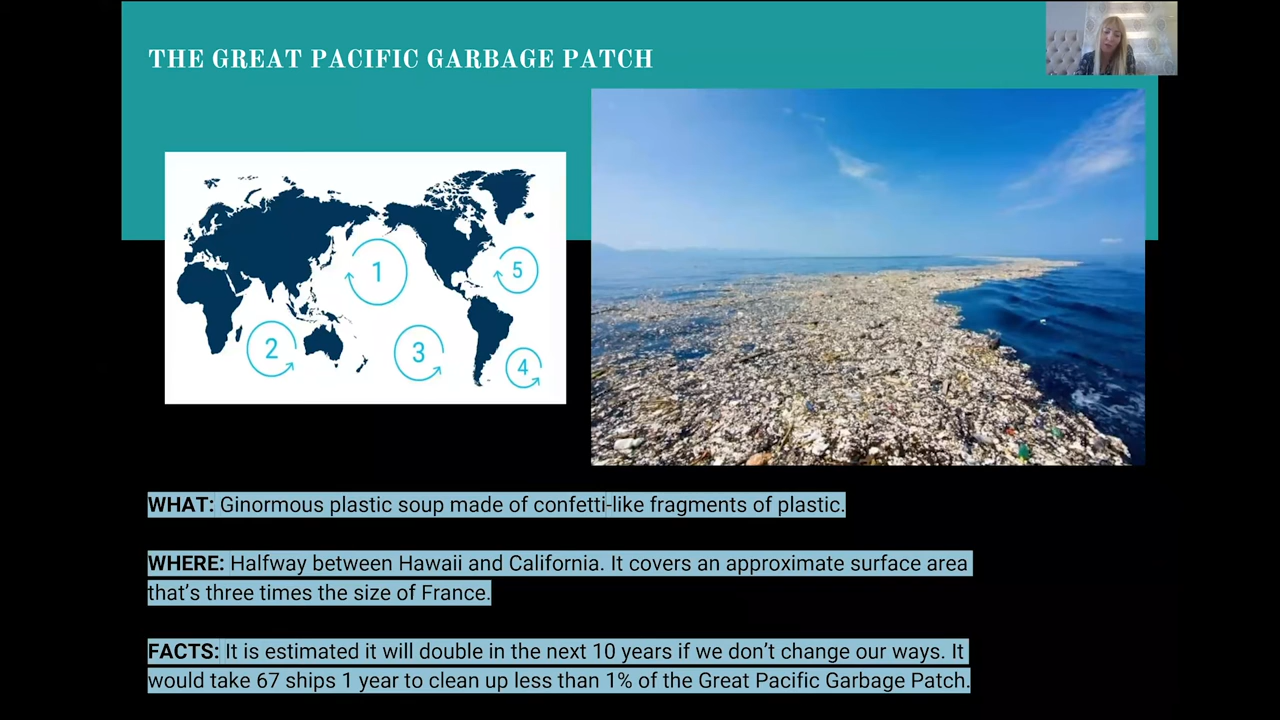 THE GREAT PACIFIC GARBAGE PATCH
1
5
2
3
4
WHAT: Ginormous plastic soup made of confetti-like fragments of plastic.
WHERE: Halfway between Hawaii and California. It covers an approximate surface area
that’s three times the size of France.
FACTS: It is estimated it will double in the next 10 years if we don’t change our ways. It
would take 67 ships 1 year to clean up less than 1% of the Great Pacific Garbage Patch.